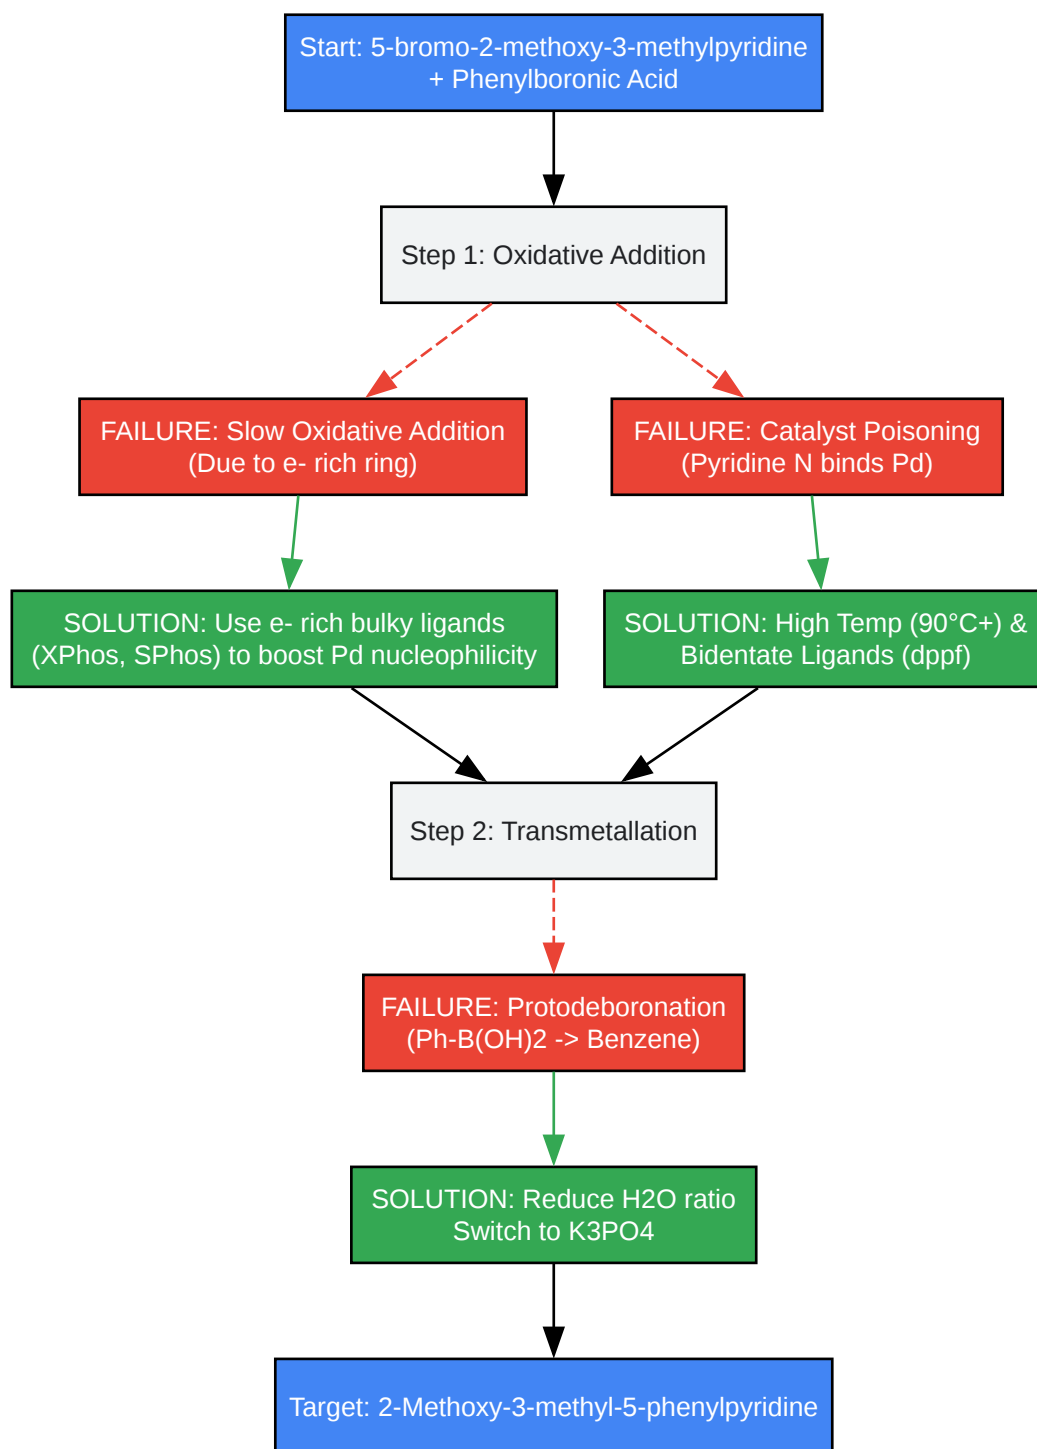 Start: 5-bromo-2-methoxy-3-methylpyridine
+ Phenylboronic Acid
Step 1: Oxidative Addition
FAILURE: Slow Oxidative Addition
(Due to e- rich ring)
FAILURE: Catalyst Poisoning
(Pyridine N binds Pd)
SOLUTION: Use e- rich bulky ligands
(XPhos, SPhos) to boost Pd nucleophilicity
SOLUTION: High Temp (90°C+) &
Bidentate Ligands (dppf)
Step 2: Transmetallation
FAILURE: Protodeboronation
(Ph-B(OH)2 -> Benzene)
SOLUTION: Reduce H2O ratio
Switch to K3PO4
Target: 2-Methoxy-3-methyl-5-phenylpyridine